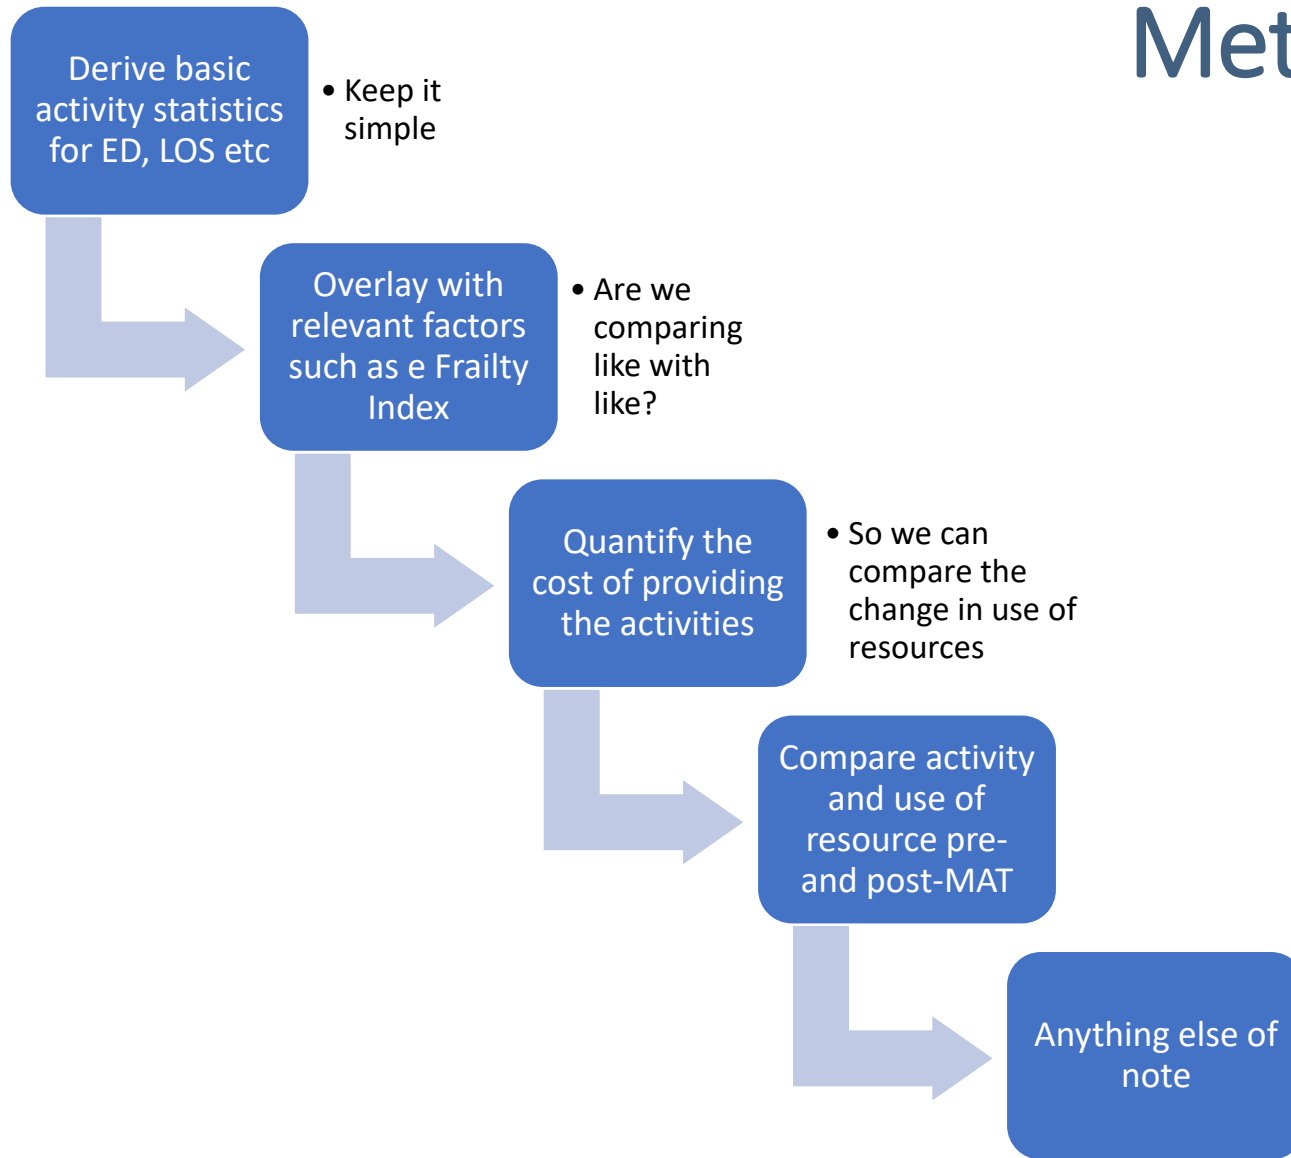 Met
Derive basic
activity statistics
for ED, LOS etc
• Keep it
simple
Overlay with
relevant factors
such as e Frailty
Index
• Are we
comparing
like with
like?
Quantify the
cost of providing
the activities
• So we can
compare the
change in use of
resources
Compare activity
and use of
resource pre-
and post-MAT
Anything else of
note